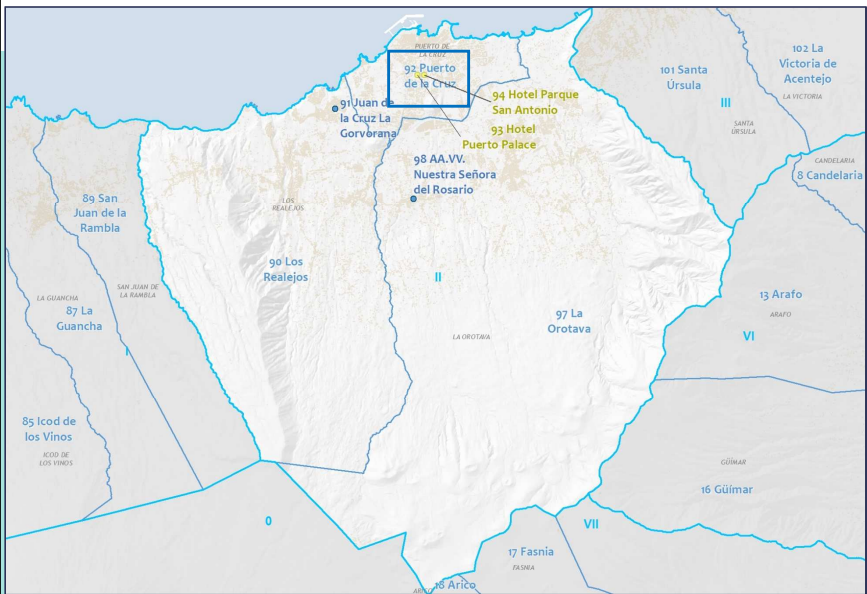 PUERTO DE
LA CRUZ
92 Puerto
de la Cruz
94 Hotel Parque
San Antonio
93 Hotel
Puerto Palace
91 Juan de
la Cruz La
Gorvorana
98 AA.VV.
Nuestra Señora
del Rosario
101 Santa
Úrsula
102 La
Victoria de
Acentejo
LA VICTORIA
III
SANTA
ÚRSULA
CANDELARIA
8 Candelaria
89 San
Juan de la
Rambla
LOS
REALEJOS
90 Los
Realejos
II
SAN JUAN DE
LA RAMBLA
LA GUANCHA
87 La
Guancha
I
97 La
Orotava
LA OROTAVA
13 Arafo
ARAFO
VI
85 Icod de
los Vinos
ICOD DE
LOS VINOS
GÜÍMAR
16 Güímar
0
VII
17 Fasnia
FASNIA
18 Arico